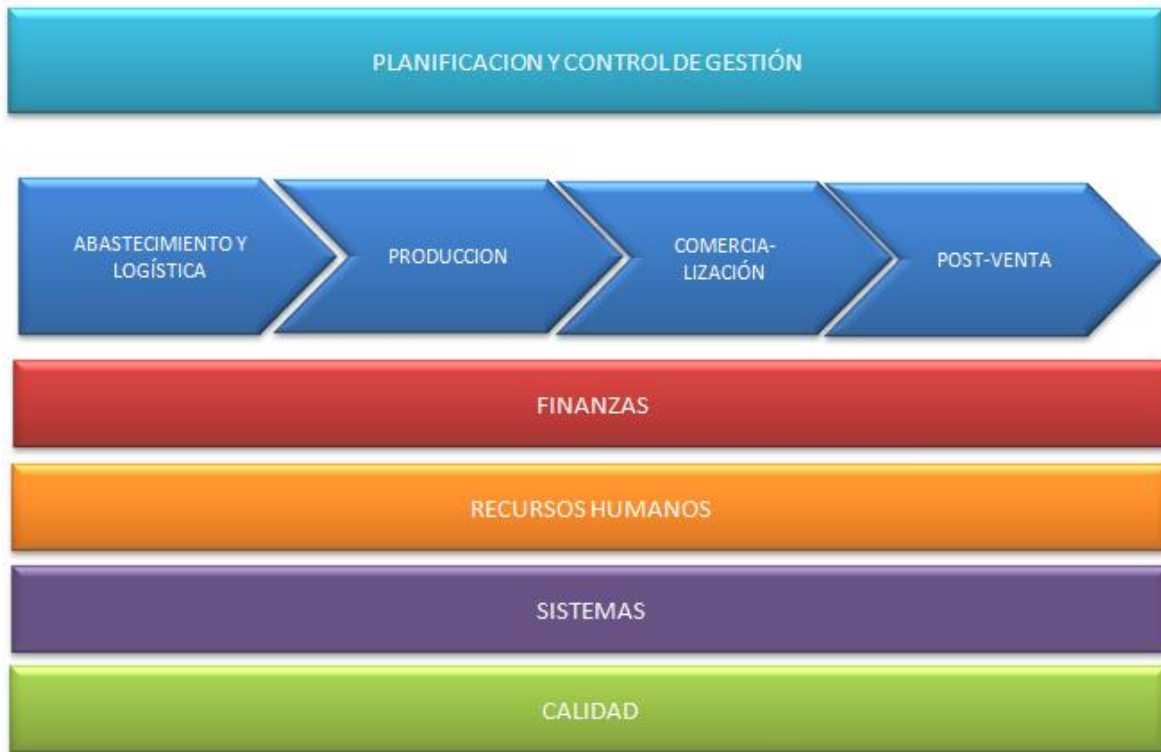 PLANIFICACION Y CONTROL DE GESTIÓN
ABASTECIMIENTO Y
LOGÍSTICA
PRODUCCION
COMERCIA-
LIZACIÓN
POST-VENTA
FINANZAS
RECURSOS HUMANOS
SISTEMAS
CALIDAD